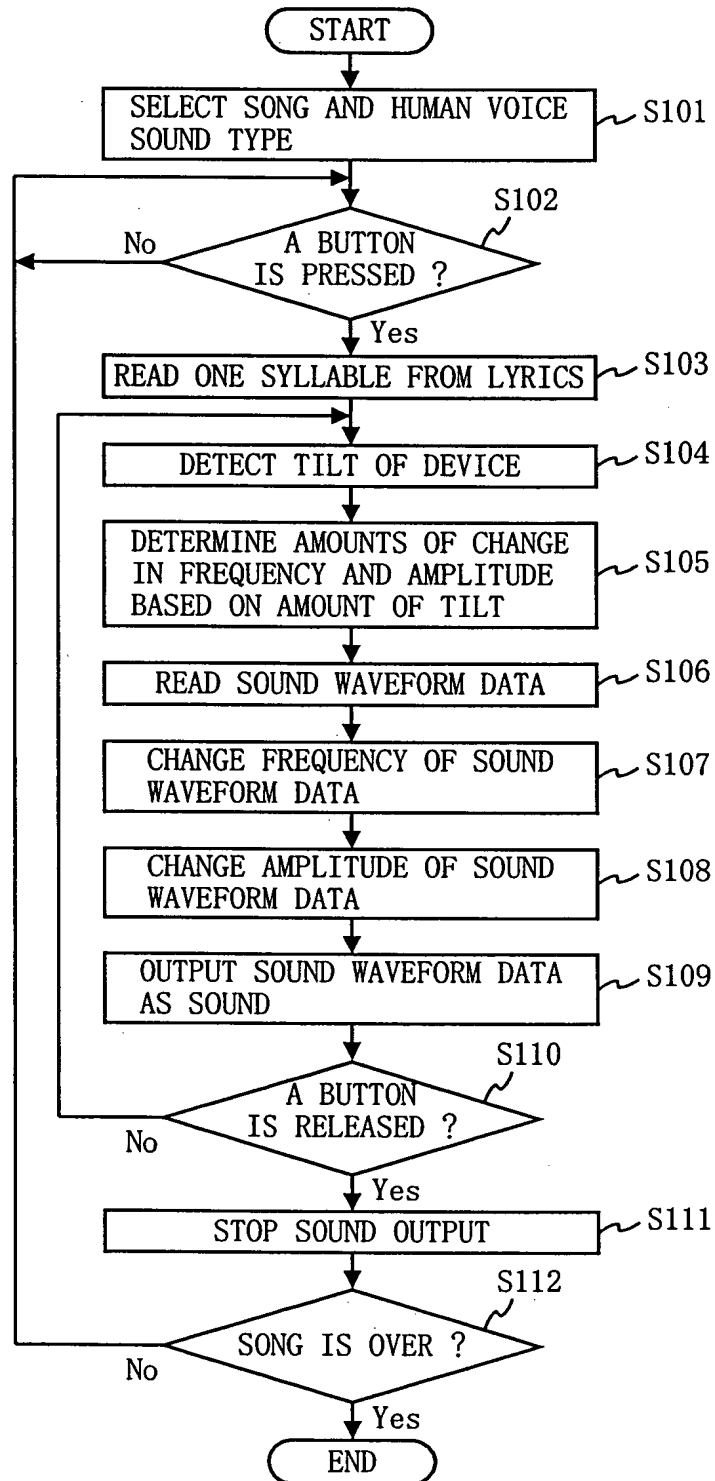 START
SELECT SONG AND HUMAN VOICE
SOUND TYPE
S101
S102
No
A BUTTON
IS PRESSED ?
Yes
READ ONE SYLLABLE FROM LYRICS
S103
DETECT TILT OF DEVICE
S104
DETERMINE AMOUNTS OF CHANGE
IN FREQUENCY AND AMPLITUDE
BASED ON AMOUNT OF TILT
S105
READ SOUND WAVEFORM DATA
S106
CHANGE FREQUENCY OF SOUND
WAVEFORM DATA
S107
CHANGE AMPLITUDE OF SOUND
WAVEFORM DATA
S108
OUTPUT SOUND WAVEFORM DATA
AS SOUND
S109
S110
A BUTTON
IS RELEASED ?
No
Yes
STOP SOUND OUTPUT
S111
S112
SONG IS OVER ?
No
Yes
END